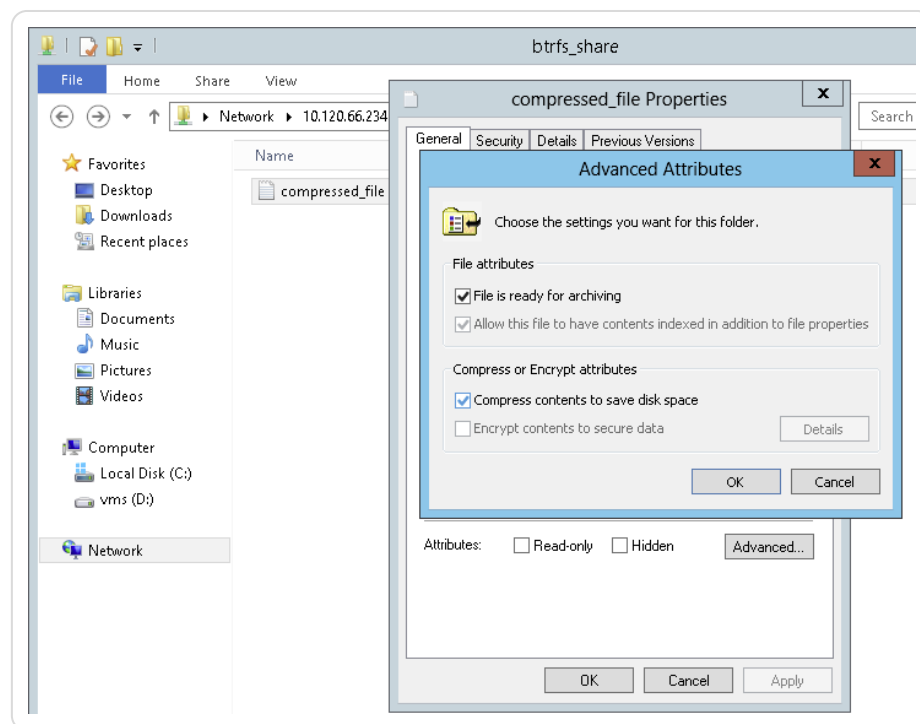 btrfs_share
File Home Share View
Network 10.120.66.234
Search
Favorites
Desktop
Downloads
Recent places
Libraries
Documents
Music
Pictures
Videos
Computer
Local Disk (C:)
vms (D:)
Network
Name
compressed_file
compressed_file Properties
x
General Security Details Previous Versions
Advanced Attributes
x
Choose the settings you want for this folder.
File attributes
File is ready for archiving
Allow this file to have contents indexed in addition to file properties
Compress or Encrypt attributes
Compress contents to save disk space
Encrypt contents to secure data
Details
OK Cancel
Attributes: Read-only Hidden Advanced...
OK Cancel Apply